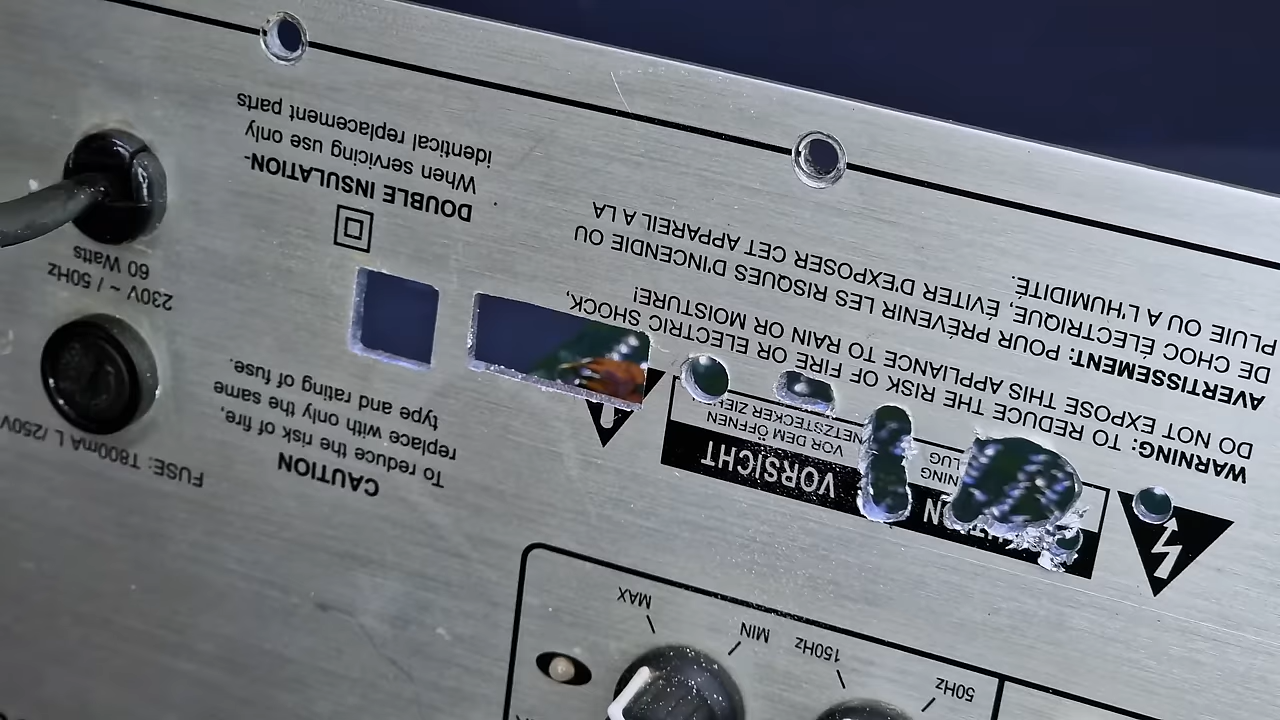 50Hz
150Hz
MIN
MAX
VORSICHT
VOR DEM ÖFFNEN
NETZSTECKER ZIEH
WARNING: TO REDUCE THE RISK OF FIRE OR ELECTRIC SHOCK,
DO NOT EXPOSE THIS APPLIANCE TO RAIN OR MOISTURE!
AVERTISSEMENT: POUR PRÉVENIR LES RISQUES D'INCENDIE OU
DE CHOC ÉLECTRIQUE, ÉVITER D'EXPOSER CET APPAREIL A LA
PLUIE OU A L'HUMIDITÉ.
CAUTION
To reduce the risk of fire,
replace with only the same
type and rating of fuse.
DOUBLE INSULATION-
When servicing use only
identical replacement parts
FUSE: T800mA L /250V
230V ~ / 50Hz
60 Watts